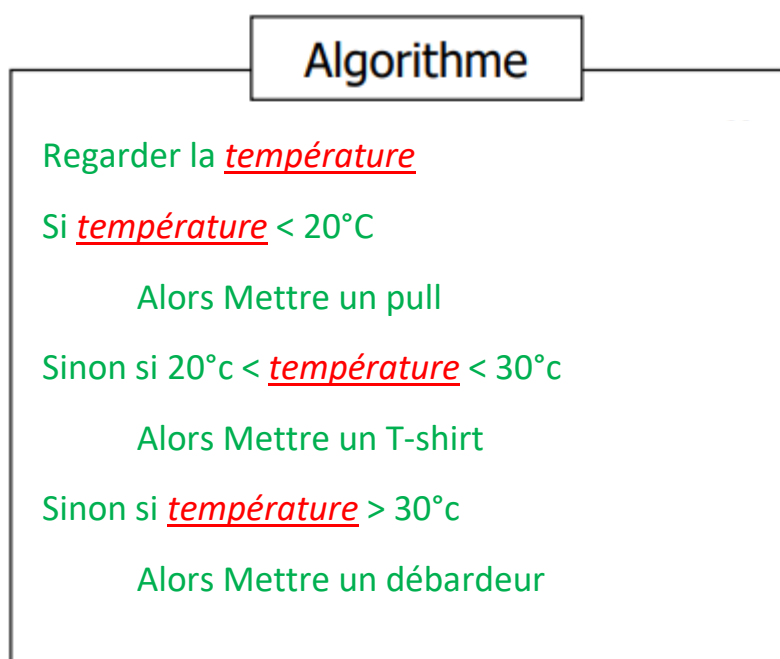 Algorithme
Regarder la température
Si température < 20°C
Alors Mettre un pull
Sinon si 20°c < température < 30°c
Alors Mettre un T-shirt
Sinon si température > 30°c
Alors Mettre un débardeur